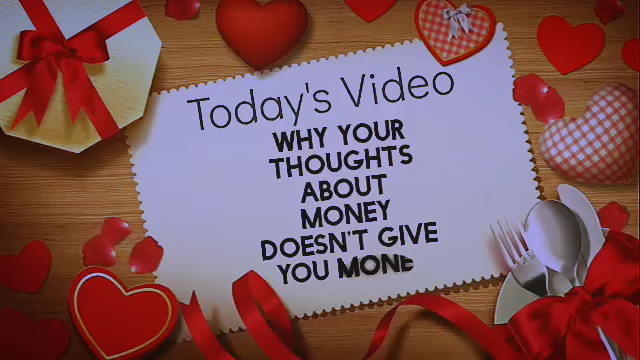 Today's Video
WHY YOUR
THOUGHTS
ABOUT
MONEY
DOESN'T GIVE
YOU MONE